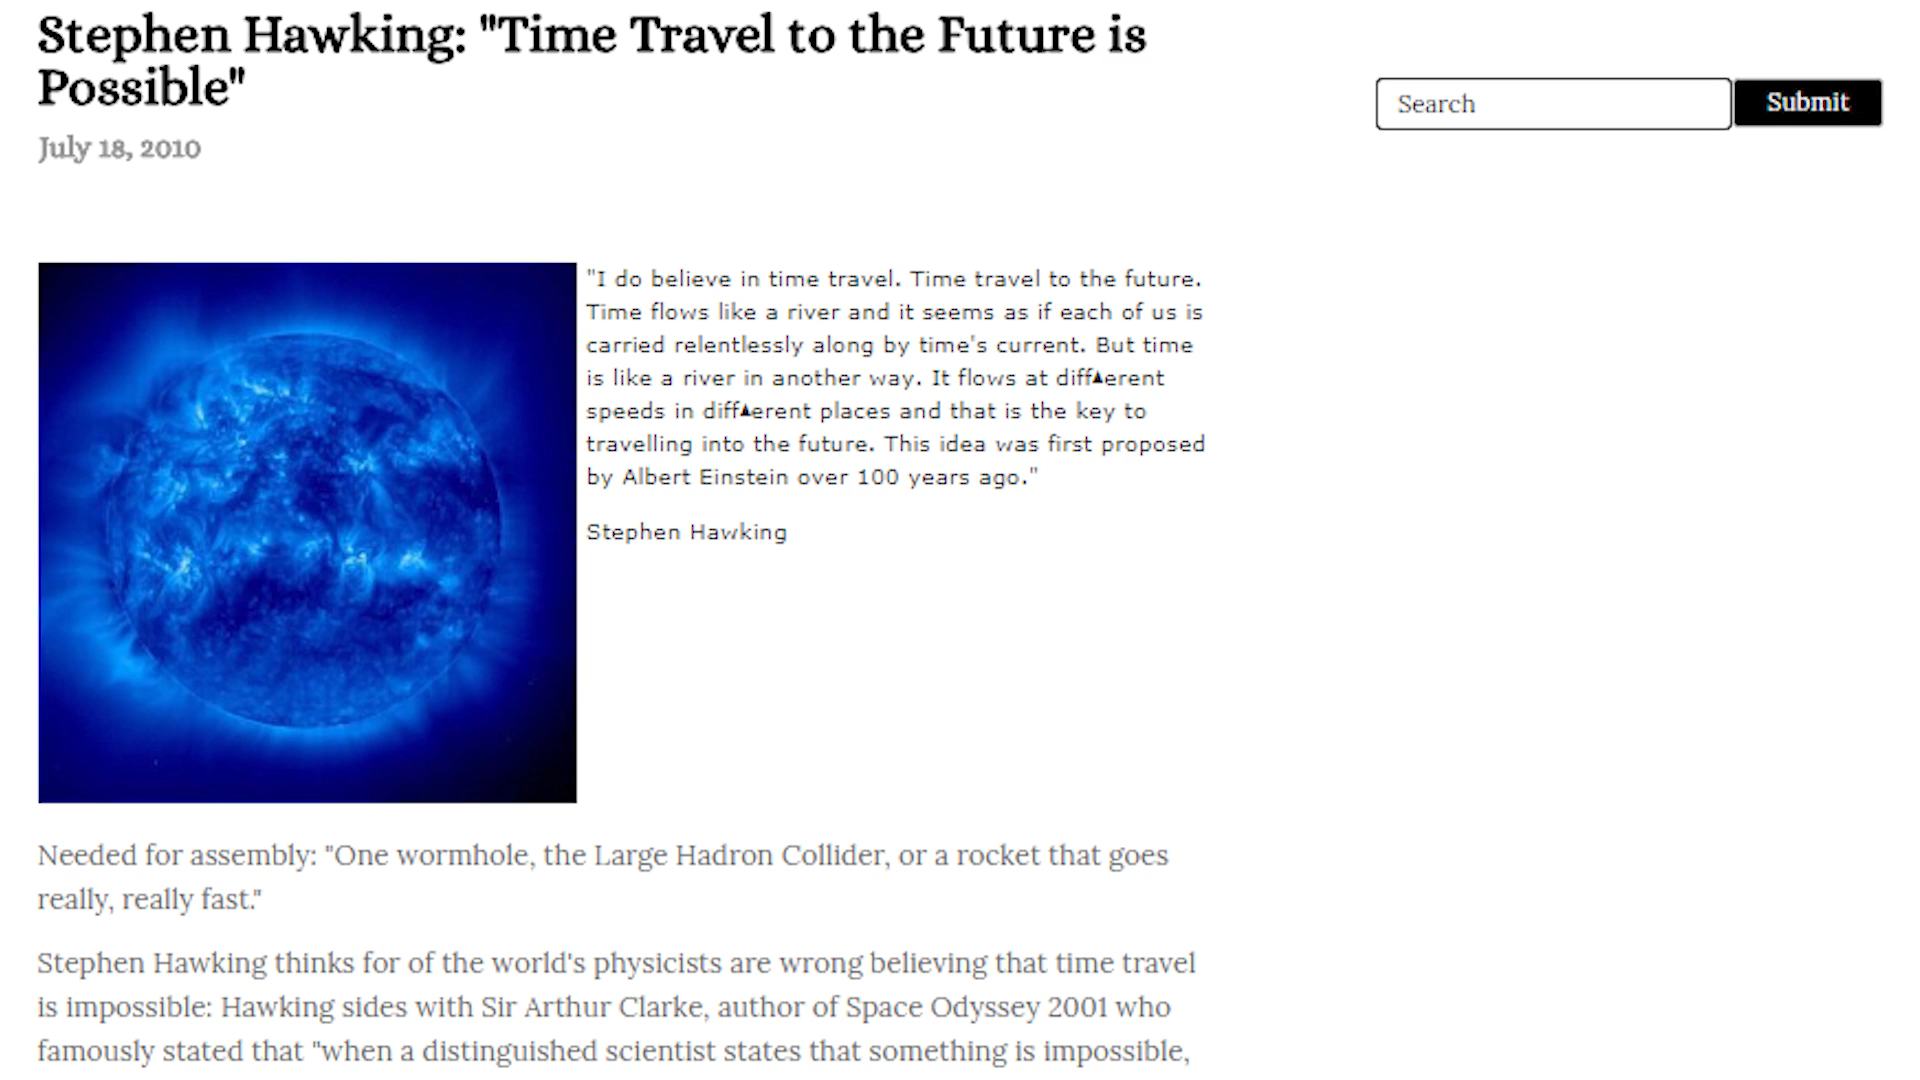 Stephen Hawking: "Time Travel to the Future is
Possible"
July 18, 2010
Search
Submit
"I do believe in time travel. Time travel to the future.
Time flows like a river and it seems as if each of us is
carried relentlessly along by time's current. But time
is like a river in another way. It flows at diff▲erent
speeds in diff▲erent places and that is the key to
travelling into the future. This idea was first proposed
by Albert Einstein over 100 years ago."
Stephen Hawking
Needed for assembly: "One wormhole, the Large Hadron Collider, or a rocket that goes
really, really fast."
Stephen Hawking thinks for of the world's physicists are wrong believing that time travel
is impossible: Hawking sides with Sir Arthur Clarke, author of Space Odyssey 2001 who
famously stated that "when a distinguished scientist states that something is impossible,